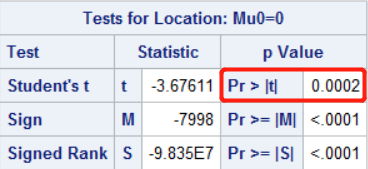 Tests for Location: Mu0=0
Test Statistic p Value
Student's t t -3.67611 Pr > |t| 0.0002
Sign M -7998 Pr >= |M| <.0001
Signed Rank S -9.835E7 Pr >= |S| <.0001